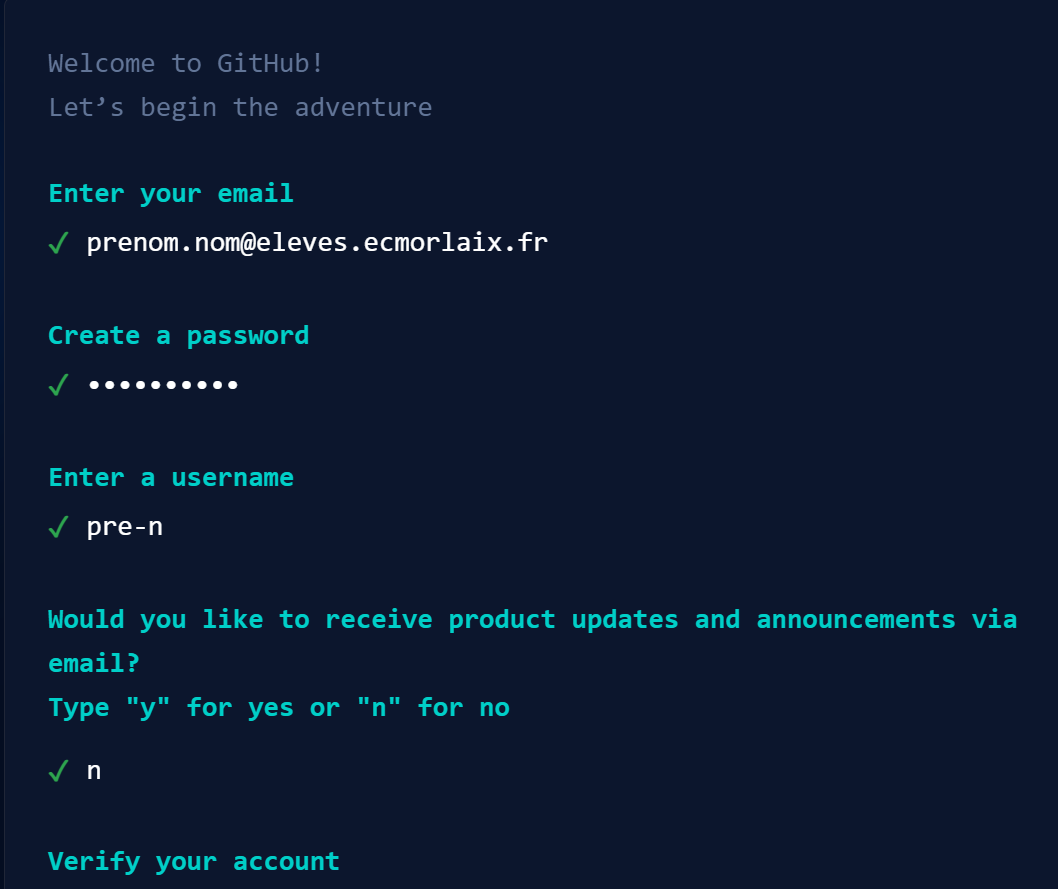 Welcome to GitHub!
Let’s begin the adventure
Enter your email
✓ prenom.nom@eleves.ecmorlaix.fr
Create a password
✓ ••••••••••
Enter a username
✓ pre-n
Would you like to receive product updates and announcements via
email?
Type "y" for yes or "n" for no
✓ n
Verify your account